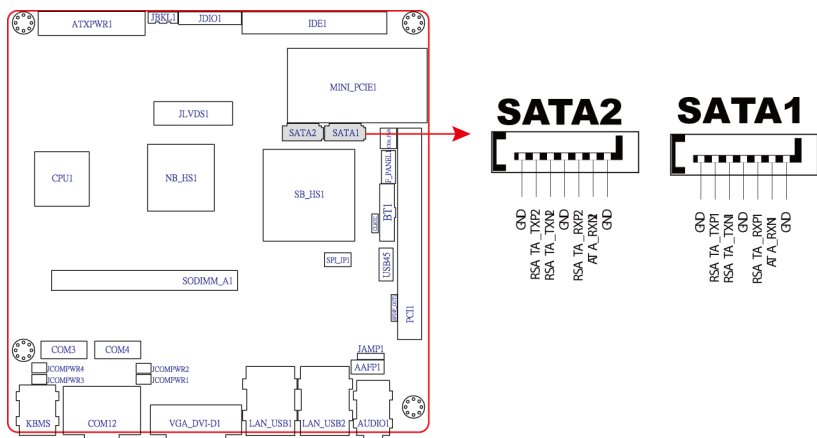 ATXPWR1
JBKL1
JDIO1
IDE1
MINI_PCIE1
JLVDS1
SATA2
SATA1
F_PANEL1
CPU1
NB_HS1
SB_HS1
BT1
SPI_JP1
USB45
SODIMM_A1
PCI1
COM3
COM4
JAMP1
AAFP1
JCOMPWR4
JCOMPWR3
JCOMPWR2
JCOMPWR1
KBMS
COM12
VGA_DVI-D1
LAN_USB1
LAN_USB2
AUDIO1
SATA2
GND
RSA TA_TXP2
RSA TA_TXN2
GND
RSA TA_RXP2
AT A_RXN2
GND
SATA1
GND
RSA TA_TXP1
RSA TA_TXN1
GND
RSA TA_RXP1
AT A_RXN1
GND